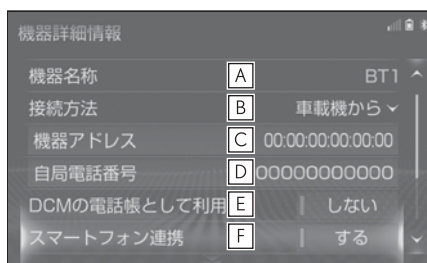 機器詳細情報
機器名称 A BT1
接続方法 B 車載機から
機器アドレス C 00:00:00:00:00:00
自局電話番号 D 00000000000
DCMの電話帳として利用 E しない
スマートフォン連携 F する